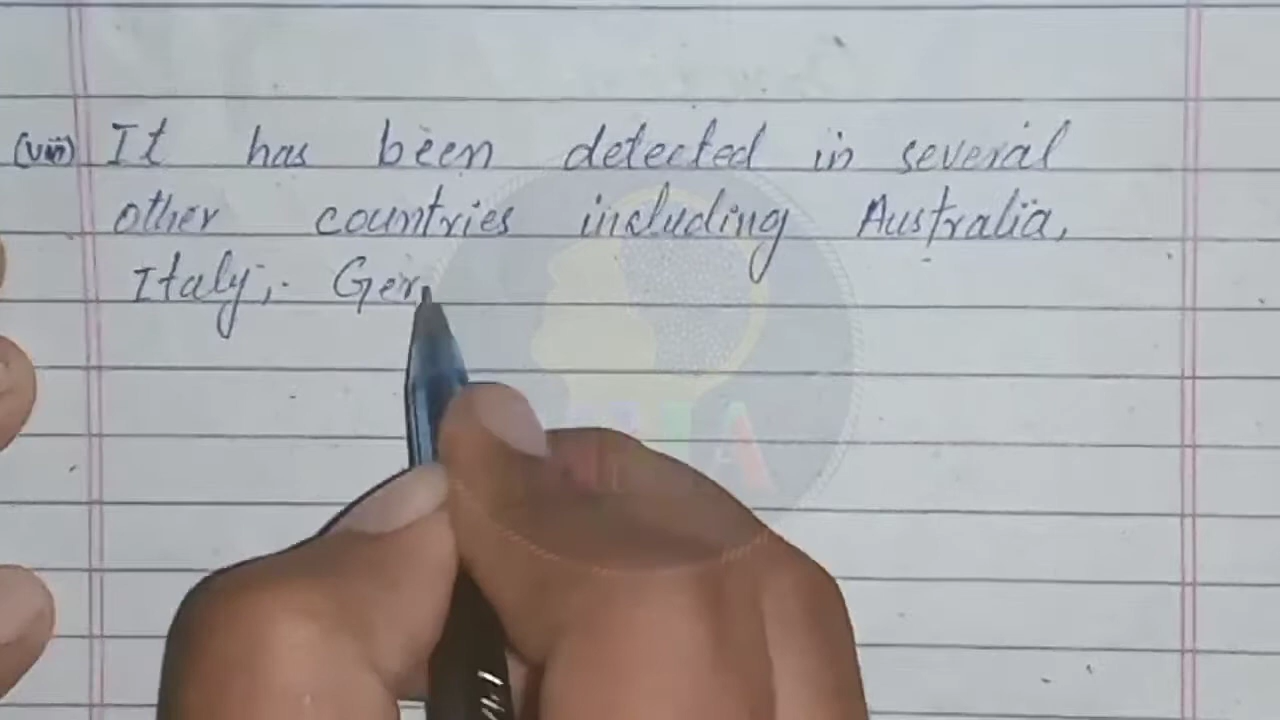 (viii) It has been detected in several
other countries including Australia,
Italy, Ger